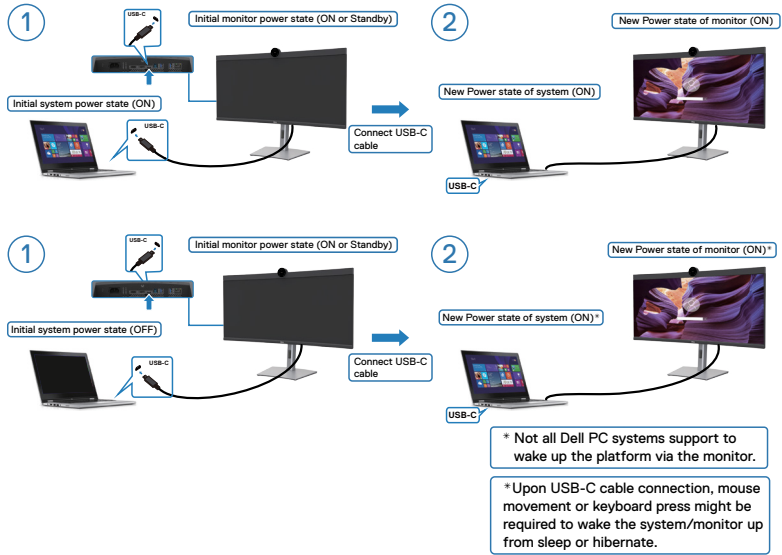 1
USB-C
Initial monitor power state (ON or Standby)
Initial system power state (ON)
USB-C
Connect USB-C
cable
2
New Power state of monitor (ON)
New Power state of system (ON)
USB-C
1
USB-C
Initial monitor power state (ON or Standby)
Initial system power state (OFF)
USB-C
Connect USB-C
cable
2
New Power state of monitor (ON)*
New Power state of system (ON)*
USB-C
* Not all Dell PC systems support to
wake up the platform via the monitor.
*Upon USB-C cable connection, mouse
movement or keyboard press might be
required to wake the system/monitor up
from sleep or hibernate.